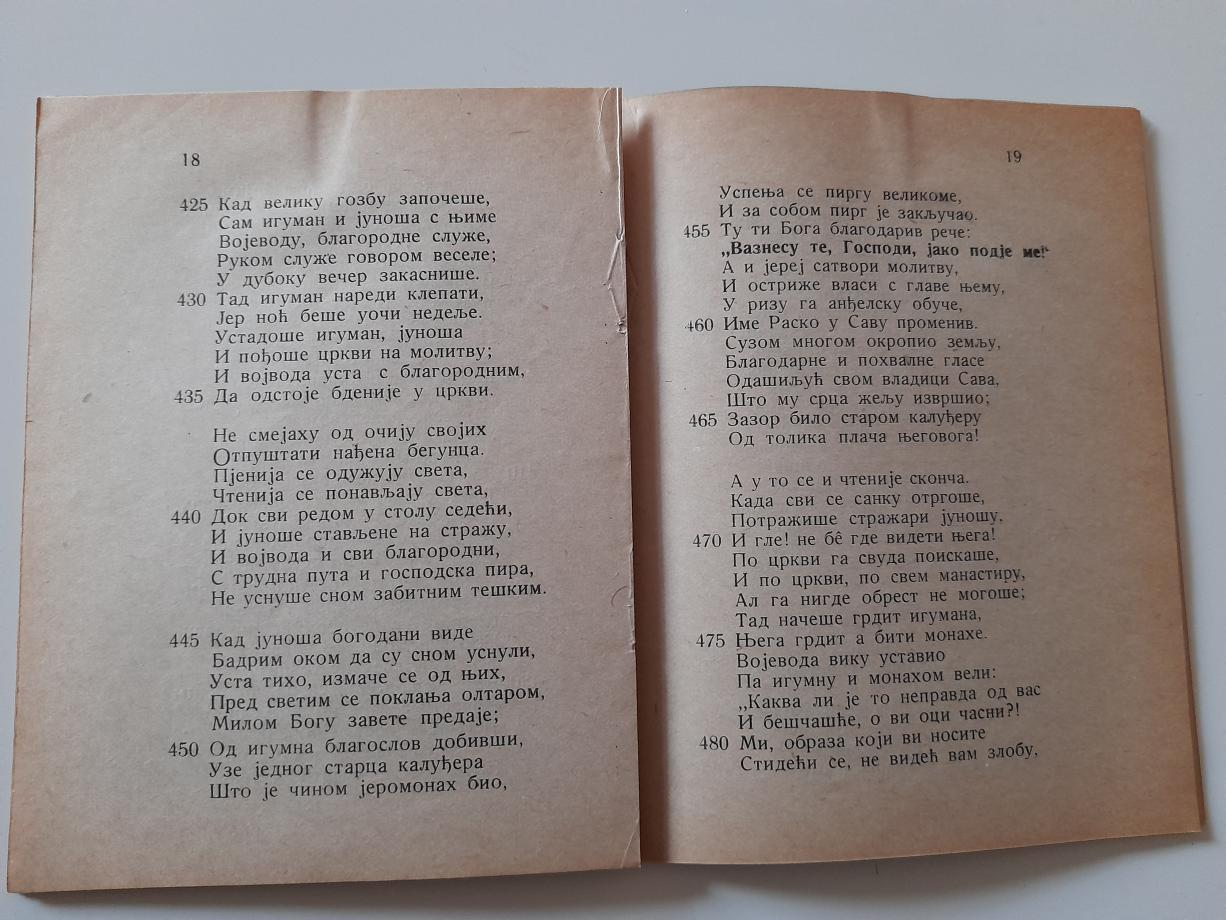 18
425 Кад велику гозбу започеше,
Сам игуман и јуноша с њиме
Војеводу, благородне служе,
Руком служе говором веселе;
У дубоку вечер закаснише.
430 Тад игуман нареди клепати,
Јер ноћ беше уочи недеље.
Устадоше игуман, јуноша
И пођоше цркви на молитву;
И војвода уста с благородним,
435 Да одстоје бденије у цркви.
Не смејаху од очију својих
Отпуштати нађена бегунца.
Пјенија се одужују света,
Чтенија се понављају света,
440 Док сви редом у столу седећи,
И јуноше стављене на стражу,
И војвода и сви благородни,
С трудна пута и господска пира,
Не уснуше сном забитним тешким.
445 Кад јуноша богодани виде
Бадрим оком да су сном уснули,
Уста тихо, измаче се од њих,
Пред светим се поклања олтаром,
Милом Богу завете предаје;
450 Од игумна благослов добивши,
Узе једног старца калуђера
Што је чином јеромонах био,
19
Успења се пиргу великоме,
И за собом пирг је закључао.
455 Ту ти Бога благодарив рече:
„Вазнесу те, Господи, јако подје ме!“
А и јереј сатвори молитву,
И остриже власи с главе њему,
У ризу га анђелску обуче,
460 Име Раско у Саву променив.
Сузом многом окропио земљу,
Благодарне и похвалне гласе
Одашиљућ свом владици Сава,
Што му срца жељу извршио;
465 Зазор било старом калуђеру
Од толика плача његовога!
А у то се и чтеније сконча.
Када сви се санку отргоше,
Потражише стражари јуношу,
470 И гле! не бê где видети њега!
По цркви га свуда поискаше,
И по цркви, по свем манастиру,
Ал га нигде обрест не могоше;
Тад начеше грдит игумана,
475 Њега грдит а бити монахе.
Војевода вику уставио
Па игумну и монахом вели:
„Каква ли је то неправда од вас
И бешчашће, о ви оци часни?!
480 Ми, образа који ви носите
Стидећи се, не видећ вам злобу,